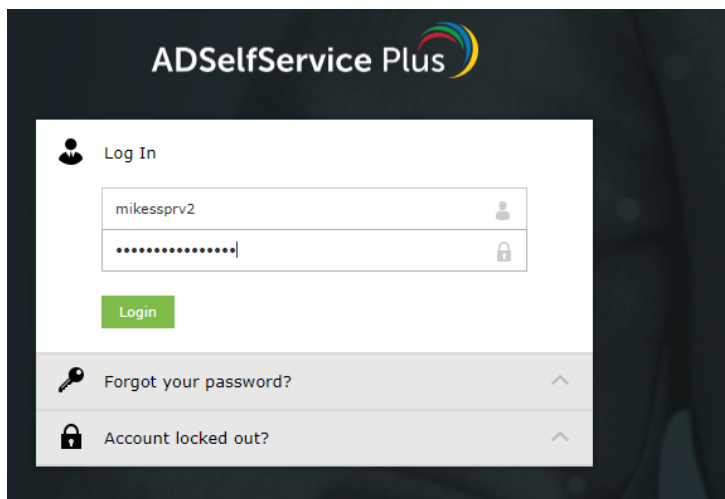 ADSelfService Plus
Log In
mikessprv2
••••••••••••••••
Login
Forgot your password?
Account locked out?